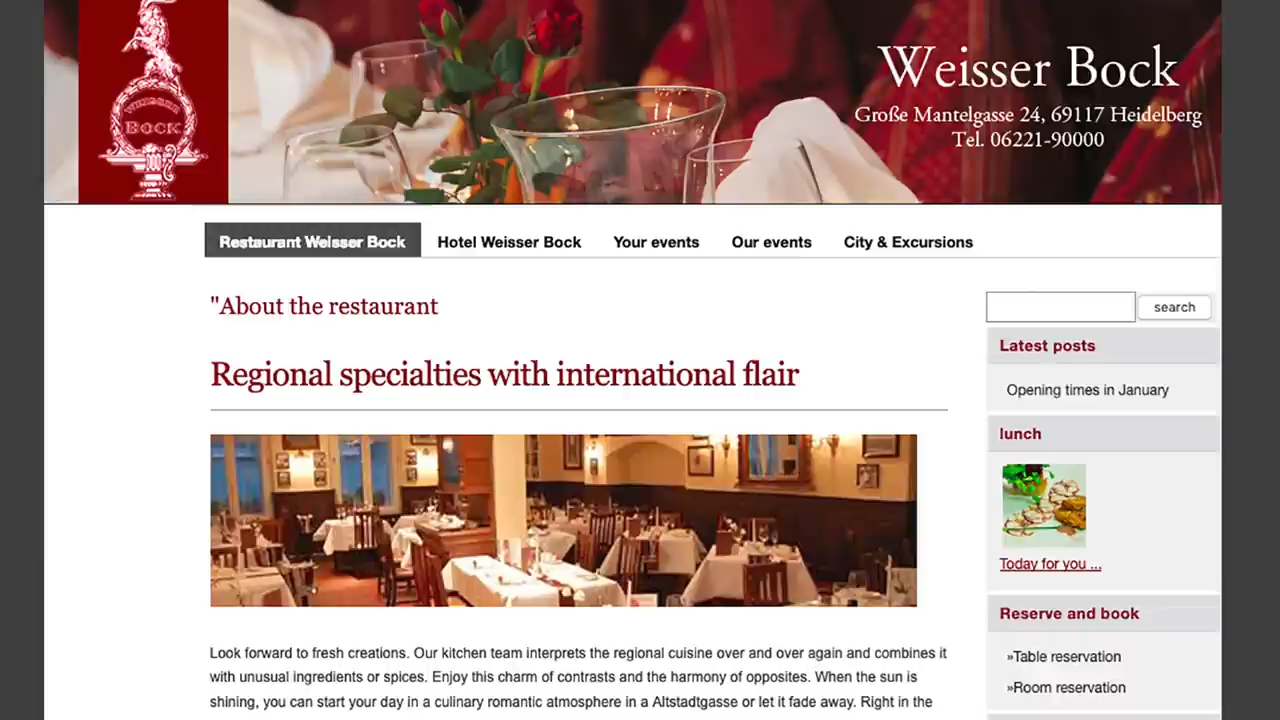 WEISSER
BOCK
Weisser Bock
Große Mantelgasse 24, 69117 Heidelberg
Tel. 06221-90000
Restaurant Weisser Bock
Hotel Weisser Bock
Your events
Our events
City & Excursions
"About the restaurant
search
Latest posts
Regional specialties with international flair
Opening times in January
lunch
Today for you ...
Reserve and book
»Table reservation
»Room reservation
Look forward to fresh creations. Our kitchen team interprets the regional cuisine over and over again and combines it
with unusual ingredients or spices. Enjoy this charm of contrasts and the harmony of opposites. When the sun is
shining, you can start your day in a culinary romantic atmosphere in a Altstadtgasse or let it fade away. Right in the